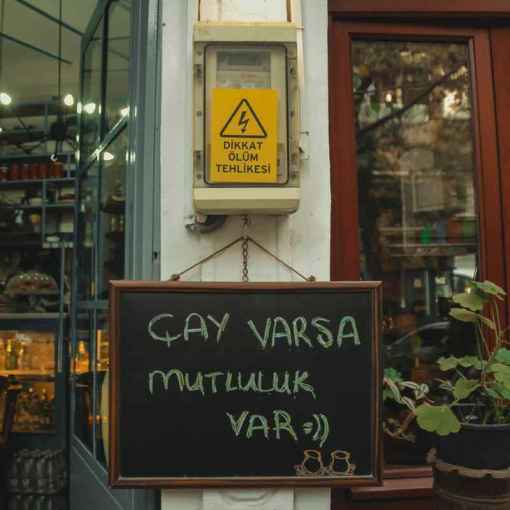 DİKKAT
ÖLÜM
TEHLİKESİ
ÇAY VARSA
MUTLULUK
VAR =))